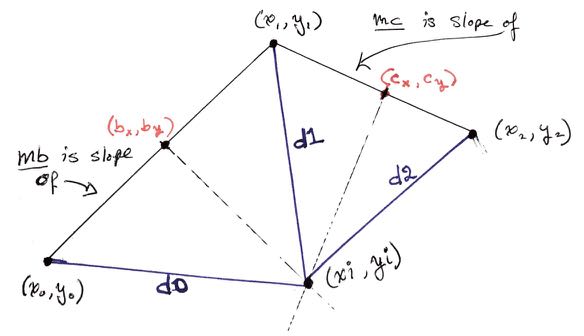 (x₁, y₁)
mc is slope of
(cx, cy)
(bx, by)
(x₂, y₂)
mb is slope
of
d1
d2
(xi, yi)
d0
(x₀, y₀)